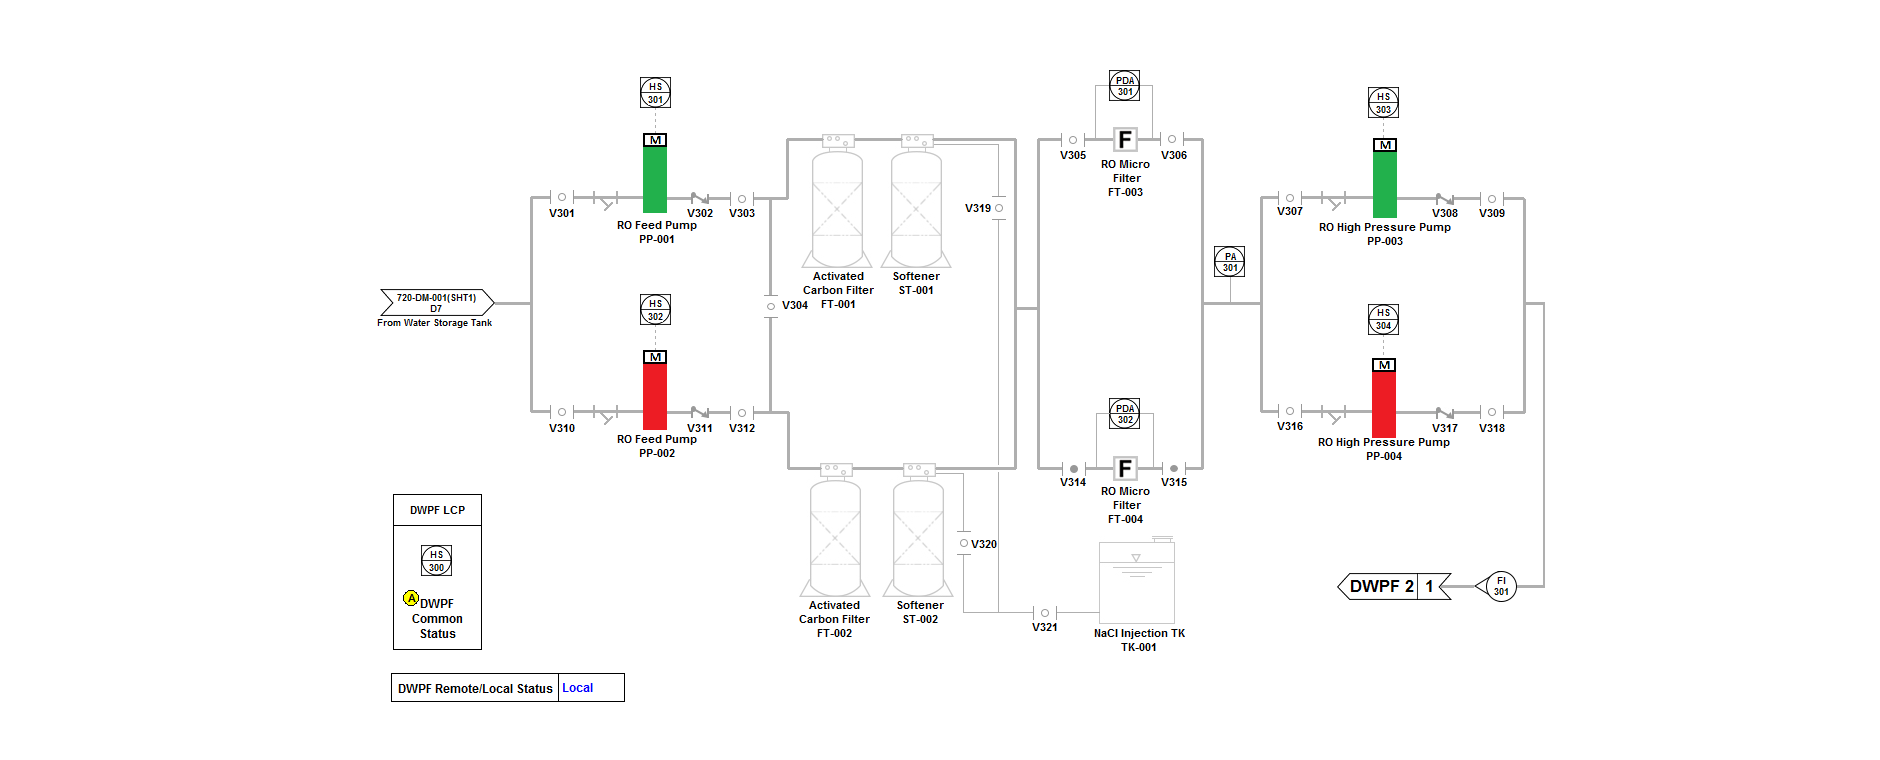 HS
301
M
V301
V302
V303
RO Feed Pump
PP-001
720-DM-001(SHT1)
D7
From Water Storage Tank
HS
302
M
V304
V310
V311
V312
RO Feed Pump
PP-002
Activated
Carbon Filter
FT-001
Softener
ST-001
V319
Activated
Carbon Filter
FT-002
Softener
ST-002
V320
V321
NaCl Injection TK
TK-001
PDA
301
V305
F
V306
RO Micro
Filter
FT-003
PDA
302
V314
F
V315
RO Micro
Filter
FT-004
PA
301
HS
303
M
V307
V308
V309
RO High Pressure Pump
PP-003
HS
304
M
V316
V317
V318
RO High Pressure Pump
PP-004
DWPF 2 1
FI
301
DWPF LCP
HS
300
A
DWPF
Common
Status
DWPF Remote/Local Status Local